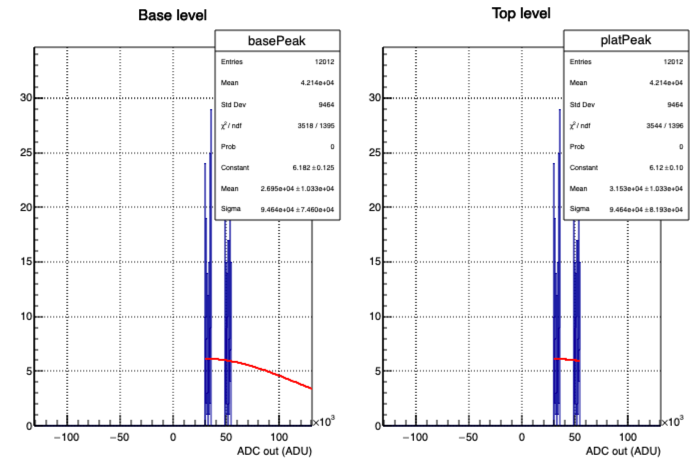 Base level
basePeak
Entries 12012
Mean 4.214e+04
Std Dev 9464
χ² / ndf 3518 / 1395
Prob 0
Constant 6.182 ± 0.125
Mean 2.695e+04 ± 1.033e+04
Sigma 9.464e+04 ± 7.460e+04
30
25
20
15
10
5
0
−100 −50 0 50 100
×10³
ADC out (ADU)
Top level
platPeak
Entries 12012
Mean 4.214e+04
Std Dev 9464
χ² / ndf 3544 / 1396
Prob 0
Constant 6.12 ± 0.10
Mean 3.153e+04 ± 1.033e+04
Sigma 9.464e+04 ± 8.193e+04
30
25
20
15
10
5
0
−100 −50 0 50 100
×10³
ADC out (ADU)